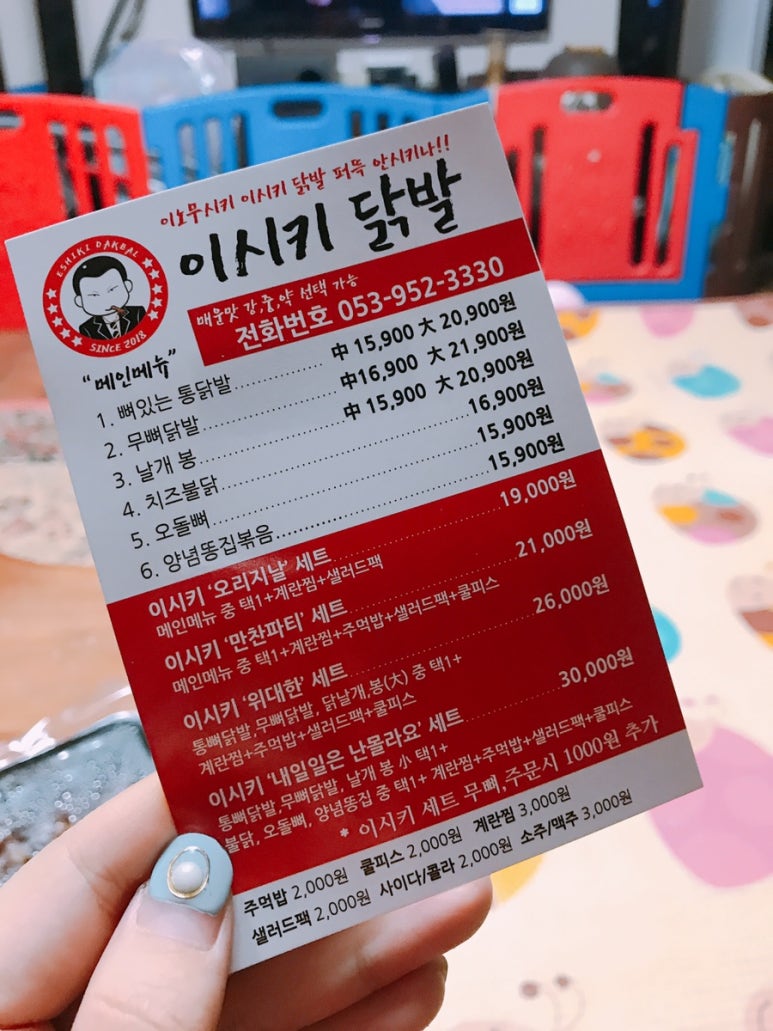 이노무시키 이시키 닭발 퍼뜩 안시키나!!
이시키 닭발
ESHIKI DAKBAL
SINCE 2018
매운맛 강,중,약 선택 가능
전화번호 053-952-3330
"메인메뉴"
1. 뼈있는 통닭발 中 15,900 大 20,900원
2. 무뼈닭발 中16,900 大 21,900원
3. 날개 봉 中 15,900 大 20,900원
4. 치즈불닭 16,900원
5. 오돌뼈 15,900원
6. 양념똥집볶음 15,900원
이시키 '오리지날' 세트 19,000원
메인메뉴 중 택1+계란찜+샐러드팩
이시키 '만찬파티' 세트 21,000원
메인메뉴 중 택1+계란찜+주먹밥+샐러드팩+쿨피스
이시키 '위대한' 세트 26,000원
통뼈닭발,무뼈닭발, 닭날개,봉(大) 중 택1+
계란찜+주먹밥+샐러드팩+쿨피스
이시키 '내일일은 난몰라요' 세트 30,000원
통뼈닭발,무뼈닭발, 날개 봉 小 택1+
불닭, 오돌뼈, 양념똥집 중 택1+ 계란찜+주먹밥+샐러드팩+쿨피스
* 이시키 세트 무뼈,주문시 1000원 추가
주먹밥 2,000원 쿨피스 2,000원 계란찜 3,000원
샐러드팩 2,000원 사이다/콜라 2,000원 소주/맥주 3,000원